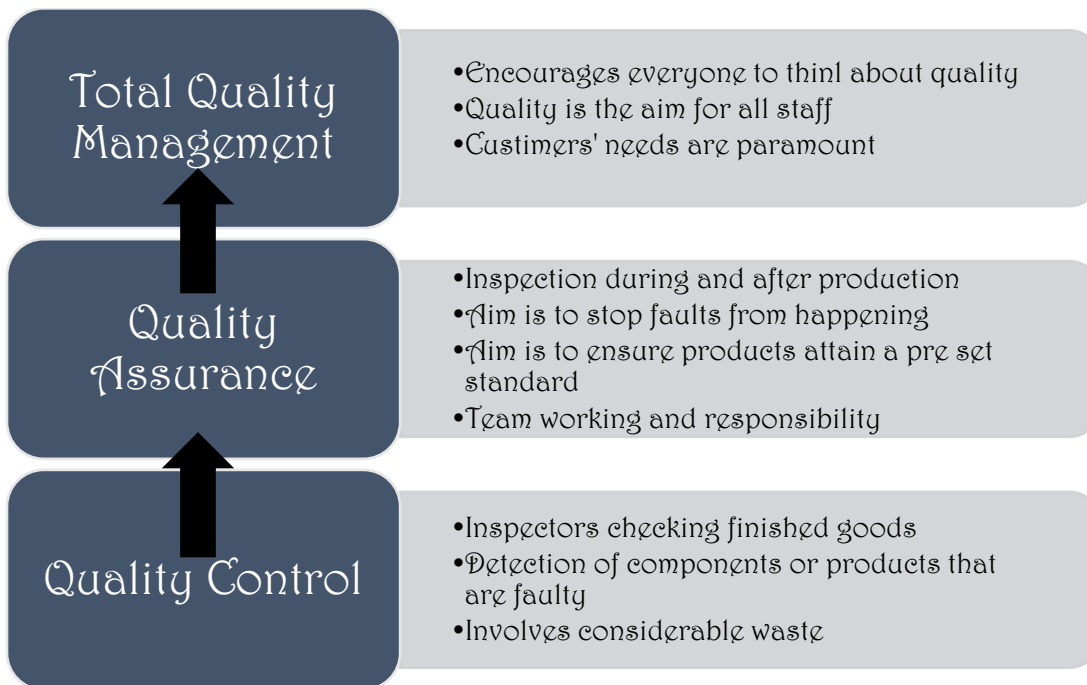 Total Quality
Management
•Encourages everyone to thinl about quality
•Quality is the aim for all staff
•Custimers' needs are paramount
Quality
Assurance
•Inspection during and after production
•Aim is to stop faults from happening
•Aim is to ensure products attain a pre set
standard
•Team working and responsibility
Quality Control
•Inspectors checking finished goods
•Detection of components or products that
are faulty
•Involves considerable waste